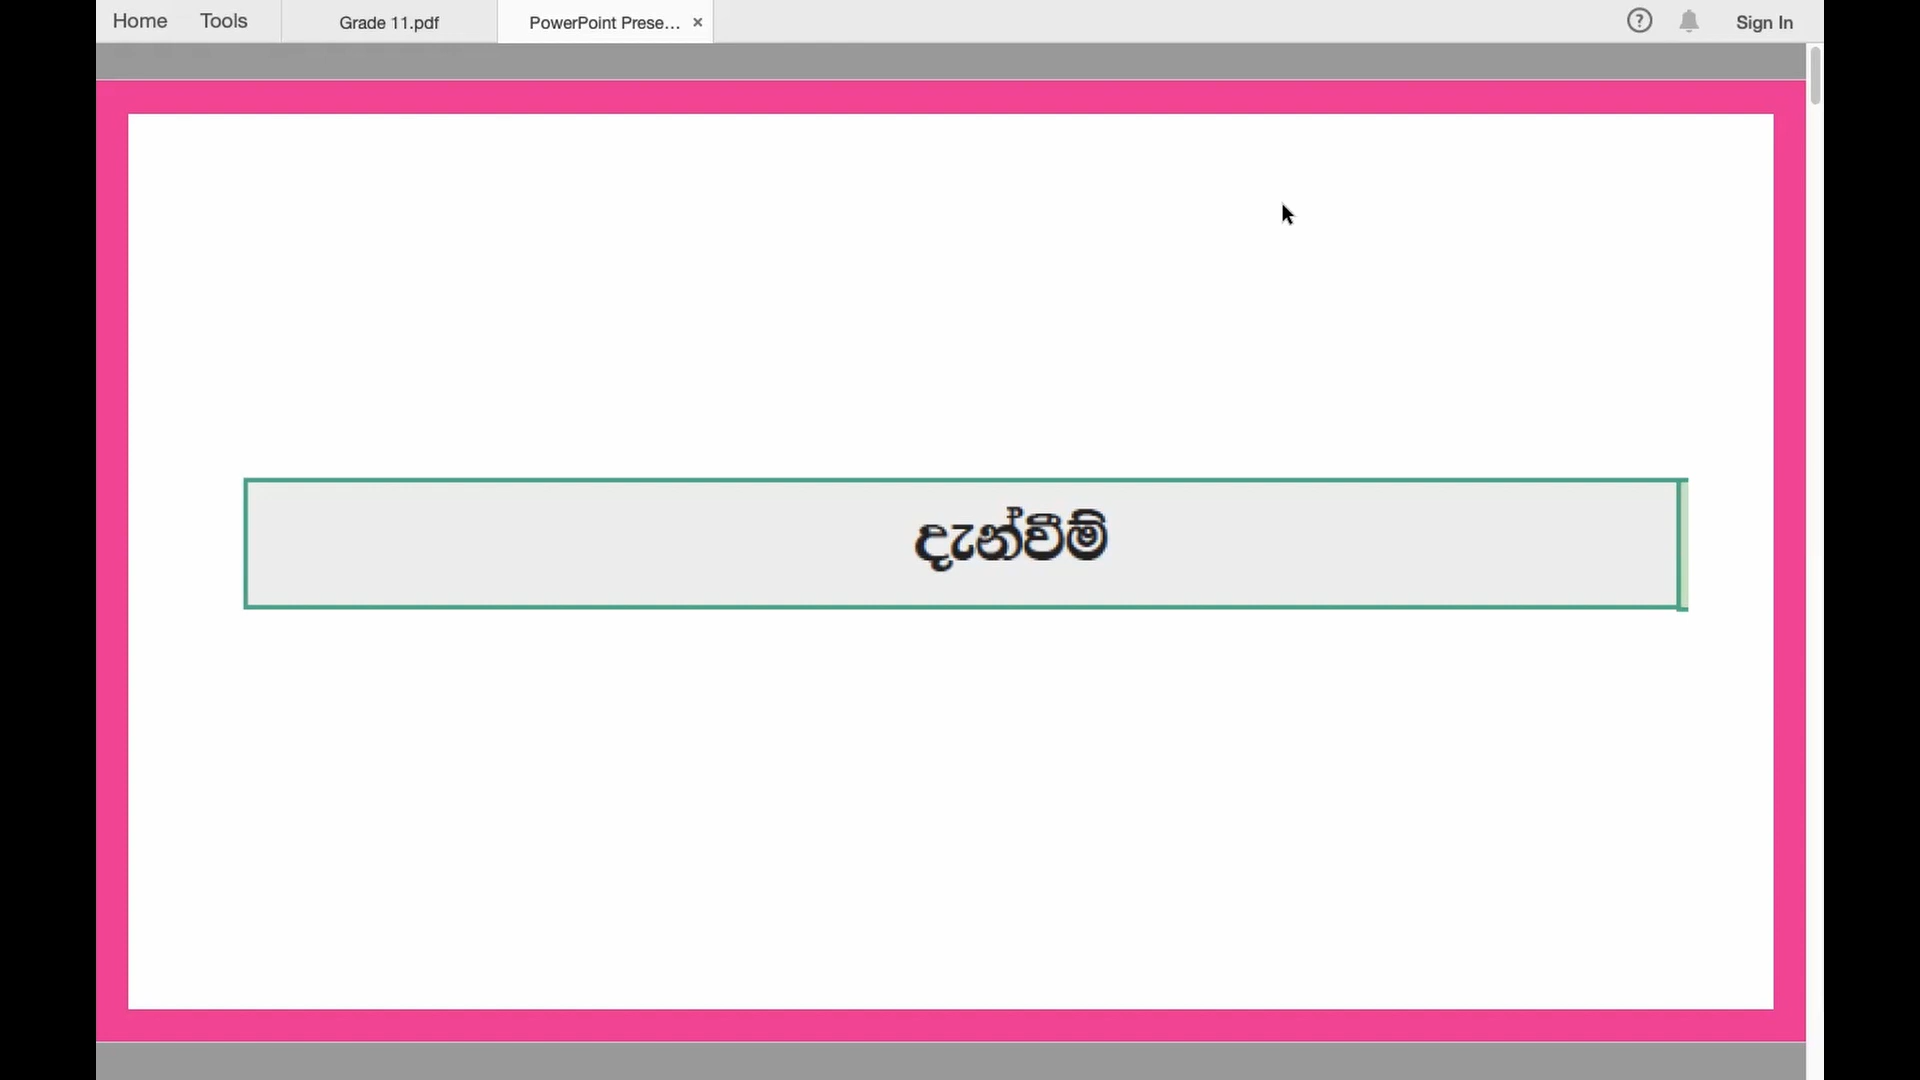 Home Tools Grade 11.pdf PowerPoint Prese... × ? Sign In
දැන්වීම්